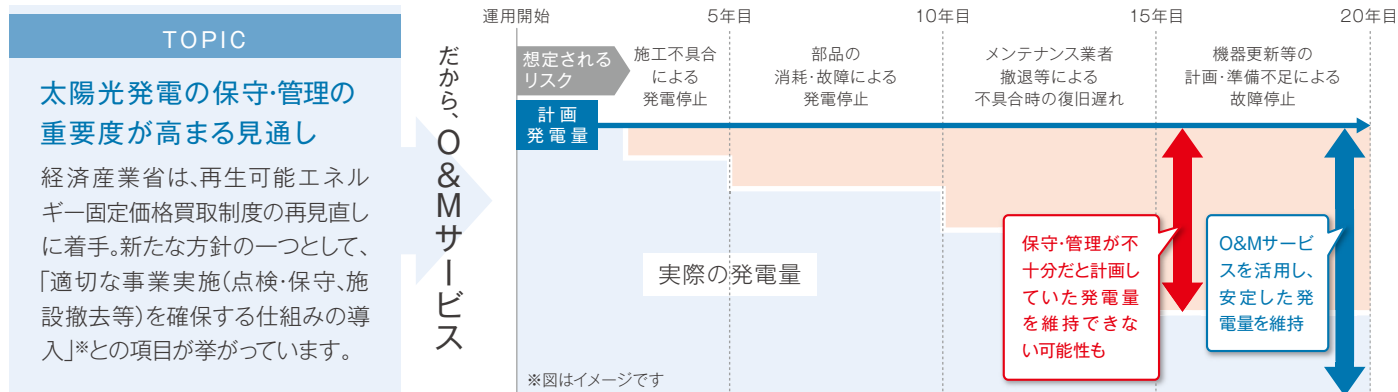 TOPIC
太陽光発電の保守・管理の
重要度が高まる見通し
経済産業省は、再生可能エネル
ギー固定価格買取制度の再見直し
に着手。新たな方針の一つとして、
「適切な事業実施(点検・保守、施
設撤去等)を確保する仕組みの導
入」※との項目が挙がっています。
だから、O&Mサービス
運用開始
5年目
10年目
15年目
20年目
想定される
リスク
施工不具合
による
発電停止
部品の
消耗・故障による
発電停止
メンテナンス業者
撤退等による
不具合時の復旧遅れ
機器更新等の
計画・準備不足による
故障停止
計画
発電量
実際の発電量
保守・管理が不
十分だと計画し
ていた発電量
を維持できな
い可能性も
O&Mサービ
スを活用し、
安定した発
電量を維持
※図はイメージです